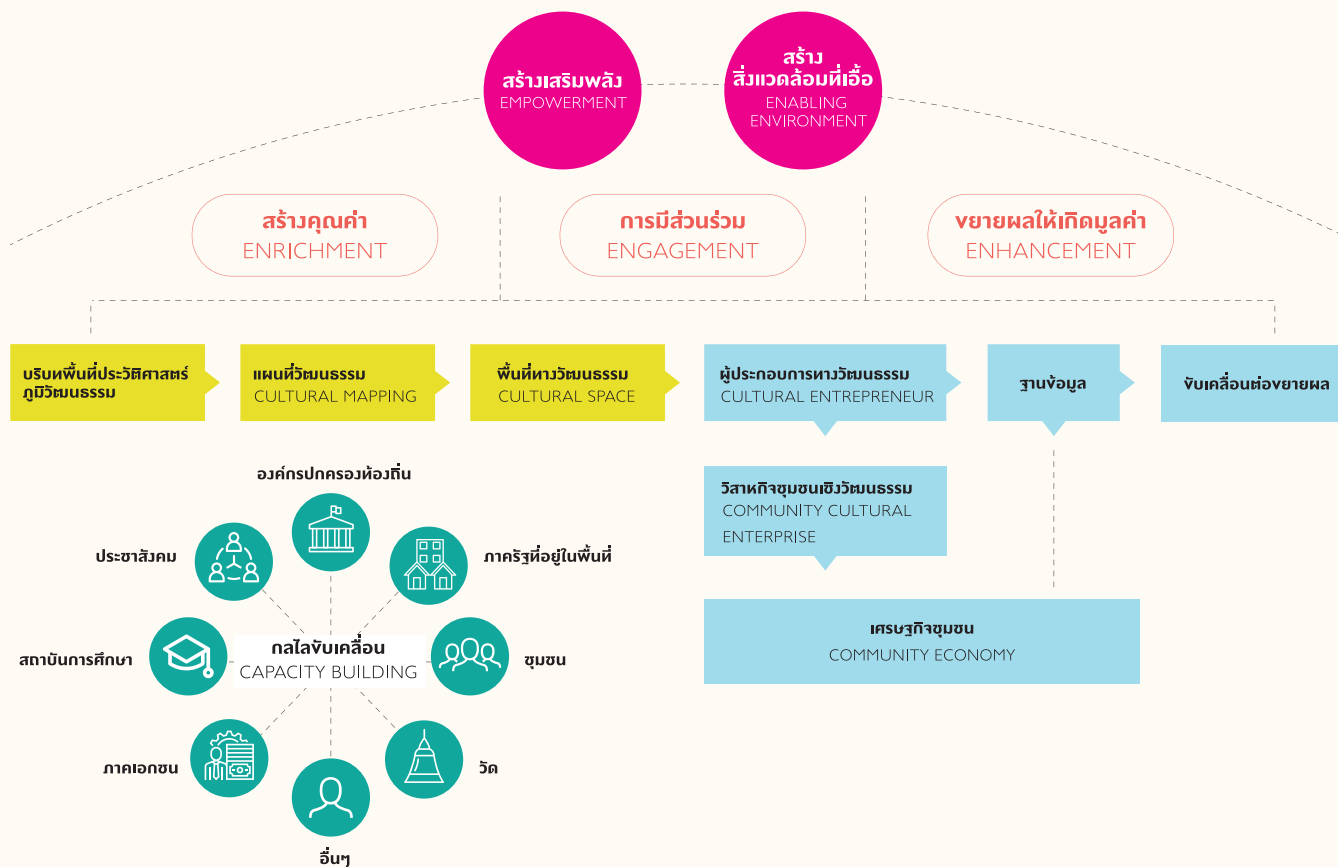 สร้างเสริมพลัง
EMPOWERMENT
สร้าง
สิ่งแวดล้อมที่เอื้อ
ENABLING
ENVIRONMENT
สร้างคุณค่า
ENRICHMENT
การมีส่วนร่วม
ENGAGEMENT
ขยายผลให้เกิดมูลค่า
ENHANCEMENT
บริบทพื้นที่ประวัติศาสตร์
ภูมิวัฒนธรรม
แผนที่วัฒนธรรม
CULTURAL MAPPING
พื้นที่ทางวัฒนธรรม
CULTURAL SPACE
ผู้ประกอบการทางวัฒนธรรม
CULTURAL ENTREPRENEUR
ฐานข้อมูล
ขับเคลื่อนต่อขยายผล
วิสาหกิจชุมชนเชิงวัฒนธรรม
COMMUNITY CULTURAL
ENTERPRISE
เศรษฐกิจชุมชน
COMMUNITY ECONOMY
องค์กรปกครองท้องถิ่น
ประชาสังคม
ภาครัฐที่อยู่ในพื้นที่
สถาบันการศึกษา
กลไลขับเคลื่อน
CAPACITY BUILDING
ชุมชน
ภาคเอกชน
วัด
อื่นๆ